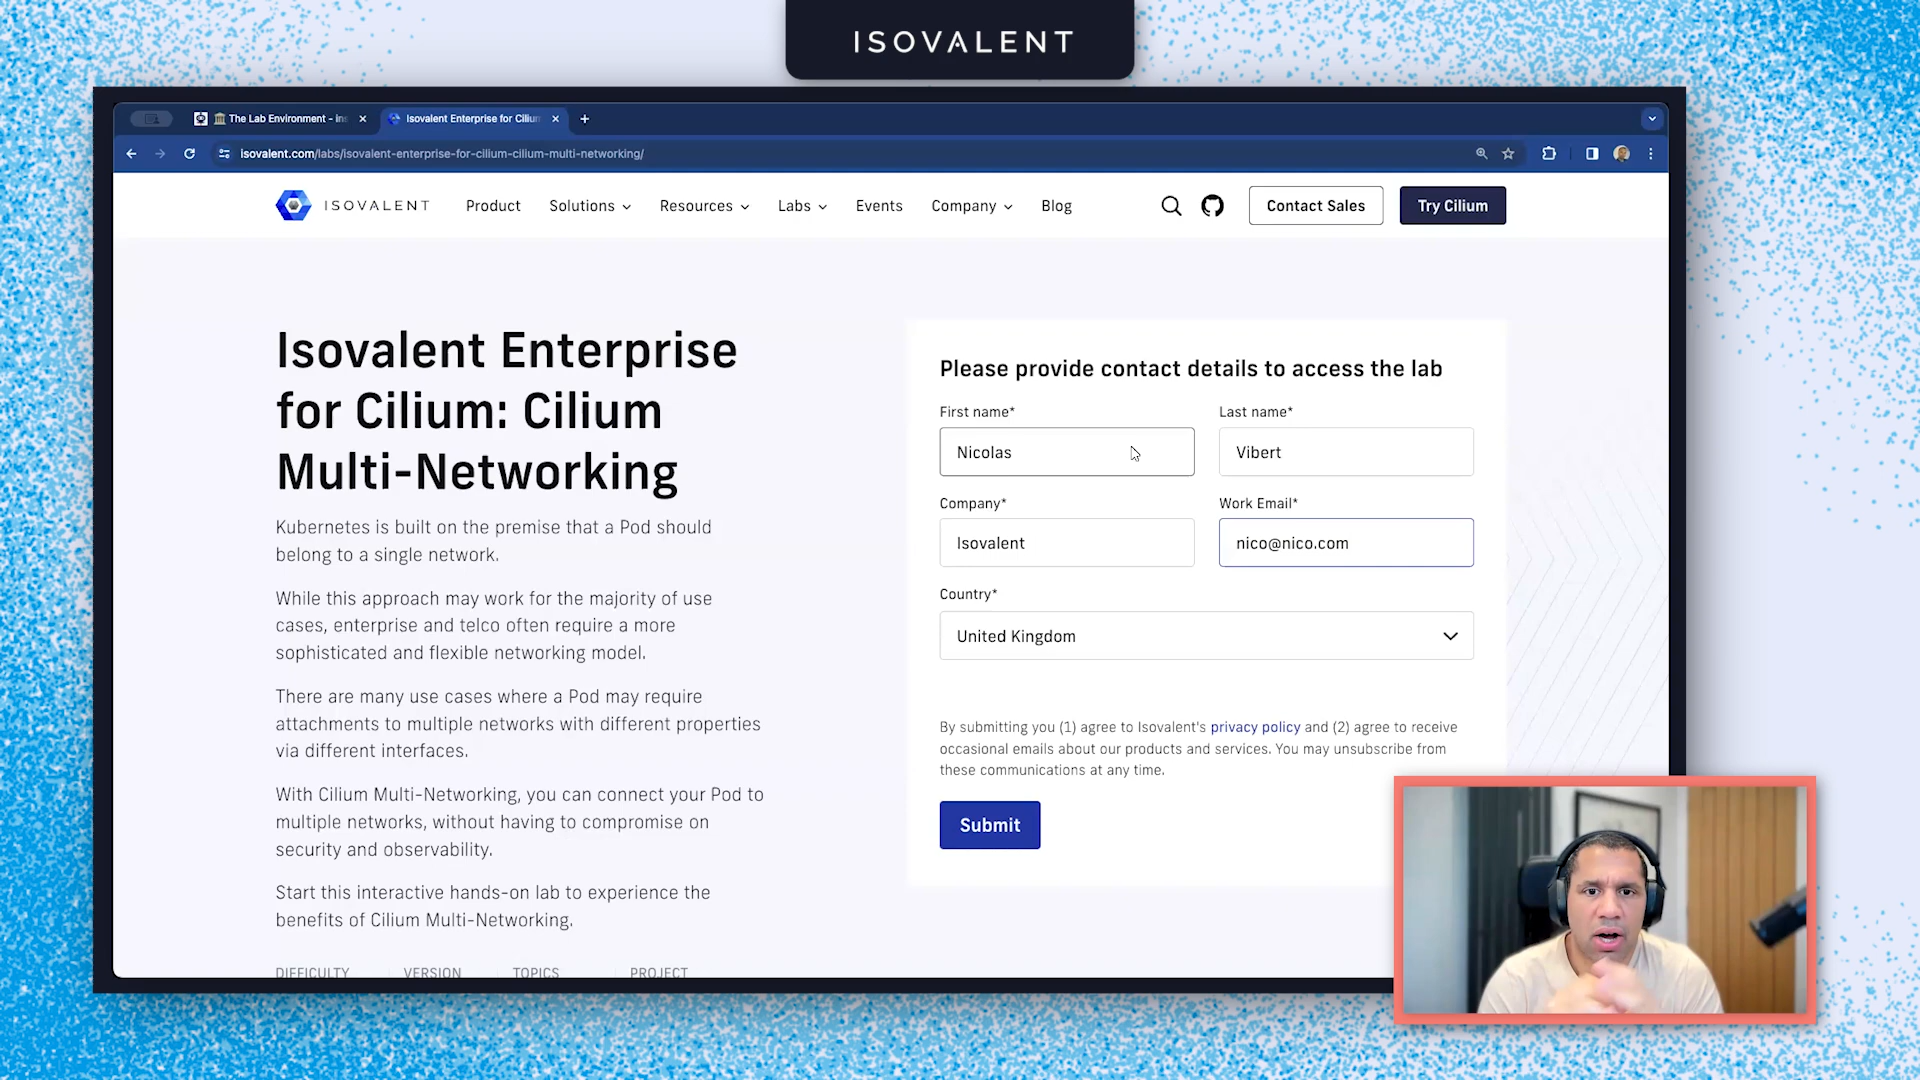 ISOVALENT
The Lab Environment - ins
Isovalent Enterprise for Cilium
isovalent.com/labs/isovalent-enterprise-for-cilium-cilium-multi-networking/
ISOVALENT
Product
Solutions
Resources
Labs
Events
Company
Blog
Contact Sales
Try Cilium
Isovalent Enterprise
for Cilium: Cilium
Multi-Networking
Kubernetes is built on the premise that a Pod should
belong to a single network.
While this approach may work for the majority of use
cases, enterprise and telco often require a more
sophisticated and flexible networking model.
There are many use cases where a Pod may require
attachments to multiple networks with different properties
via different interfaces.
With Cilium Multi-Networking, you can connect your Pod to
multiple networks, without having to compromise on
security and observability.
Start this interactive hands-on lab to experience the
benefits of Cilium Multi-Networking.
DIFFICULTY
VERSION
TOPICS
PROJECT
Please provide contact details to access the lab
First name*
Last name*
Nicolas
Vibert
Company*
Work Email*
Isovalent
nico@nico.com
Country*
United Kingdom
By submitting you (1) agree to Isovalent's privacy policy and (2) agree to receive
occasional emails about our products and services. You may unsubscribe from
these communications at any time.
Submit